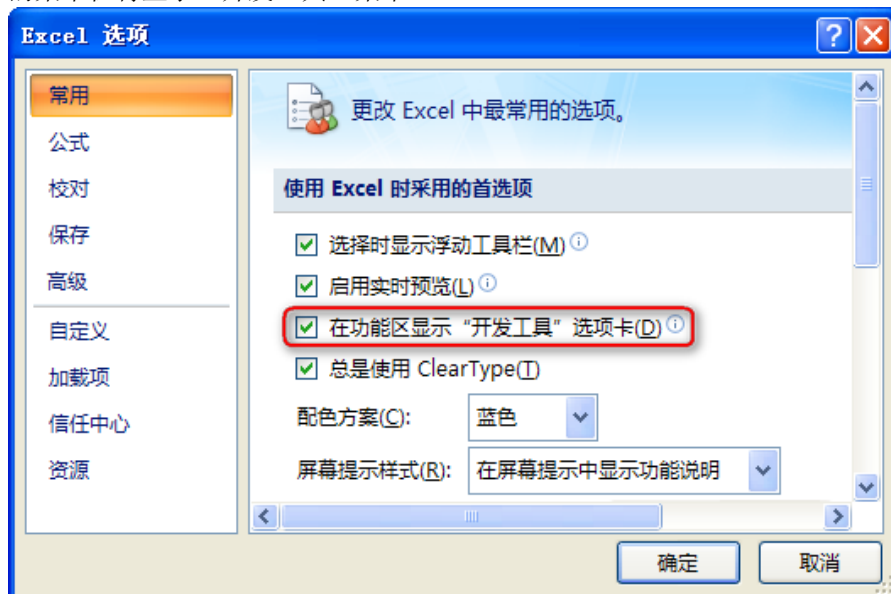 Excel 选项
常用
公式
校对
保存
高级
自定义
加载项
信任中心
资源
更改 Excel 中最常用的选项。
使用 Excel 时采用的首选项
选择时显示浮动工具栏(M)
启用实时预览(L)
在功能区显示“开发工具”选项卡(D)
总是使用 ClearType(T)
配色方案(C): 蓝色
屏幕提示样式(R): 在屏幕提示中显示功能说明
确定 取消